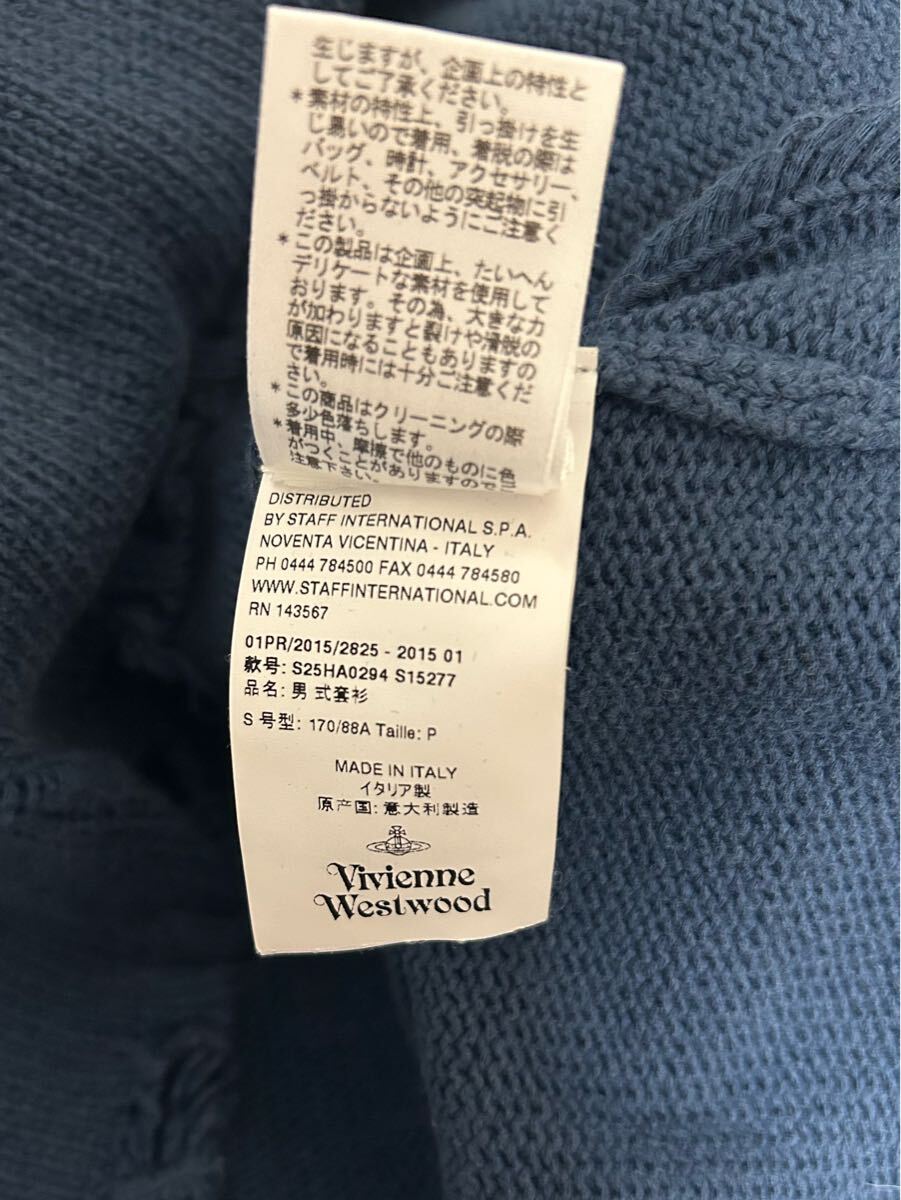 生じますが、企画上の特性と
してご了承ください。
*素材の特性上、引っ掛けを生
じ易いので着用、着脱の際は
バッグ、時計、アクセサリー、
ベルト、その他の突起物に引
っ掛からないようにご注意く
ださい。
*この製品は企画上、たいへん
デリケートな素材を使用して
おります。その為、大きな力
が加わりますと裂けや滑脱の
原因になることもありますの
で着用時には十分ご注意くだ
さい。
*この商品はクリーニングの際
多少色落ちします。
*着用中、摩擦で他のものに色
がつくことがありますので
注意下さい。
DISTRIBUTED
BY STAFF INTERNATIONAL S.P.A.
NOVENTA VICENTINA - ITALY
PH 0444 784500 FAX 0444 784580
WWW.STAFFINTERNATIONAL.COM
RN 143567
01PR/2015/2825 - 2015 01
款号: S25HA0294 S15277
品名: 男式套衫
S 号型: 170/88A Taille: P
MADE IN ITALY
イタリア製
原产国: 意大利製造
Vivienne
Westwood